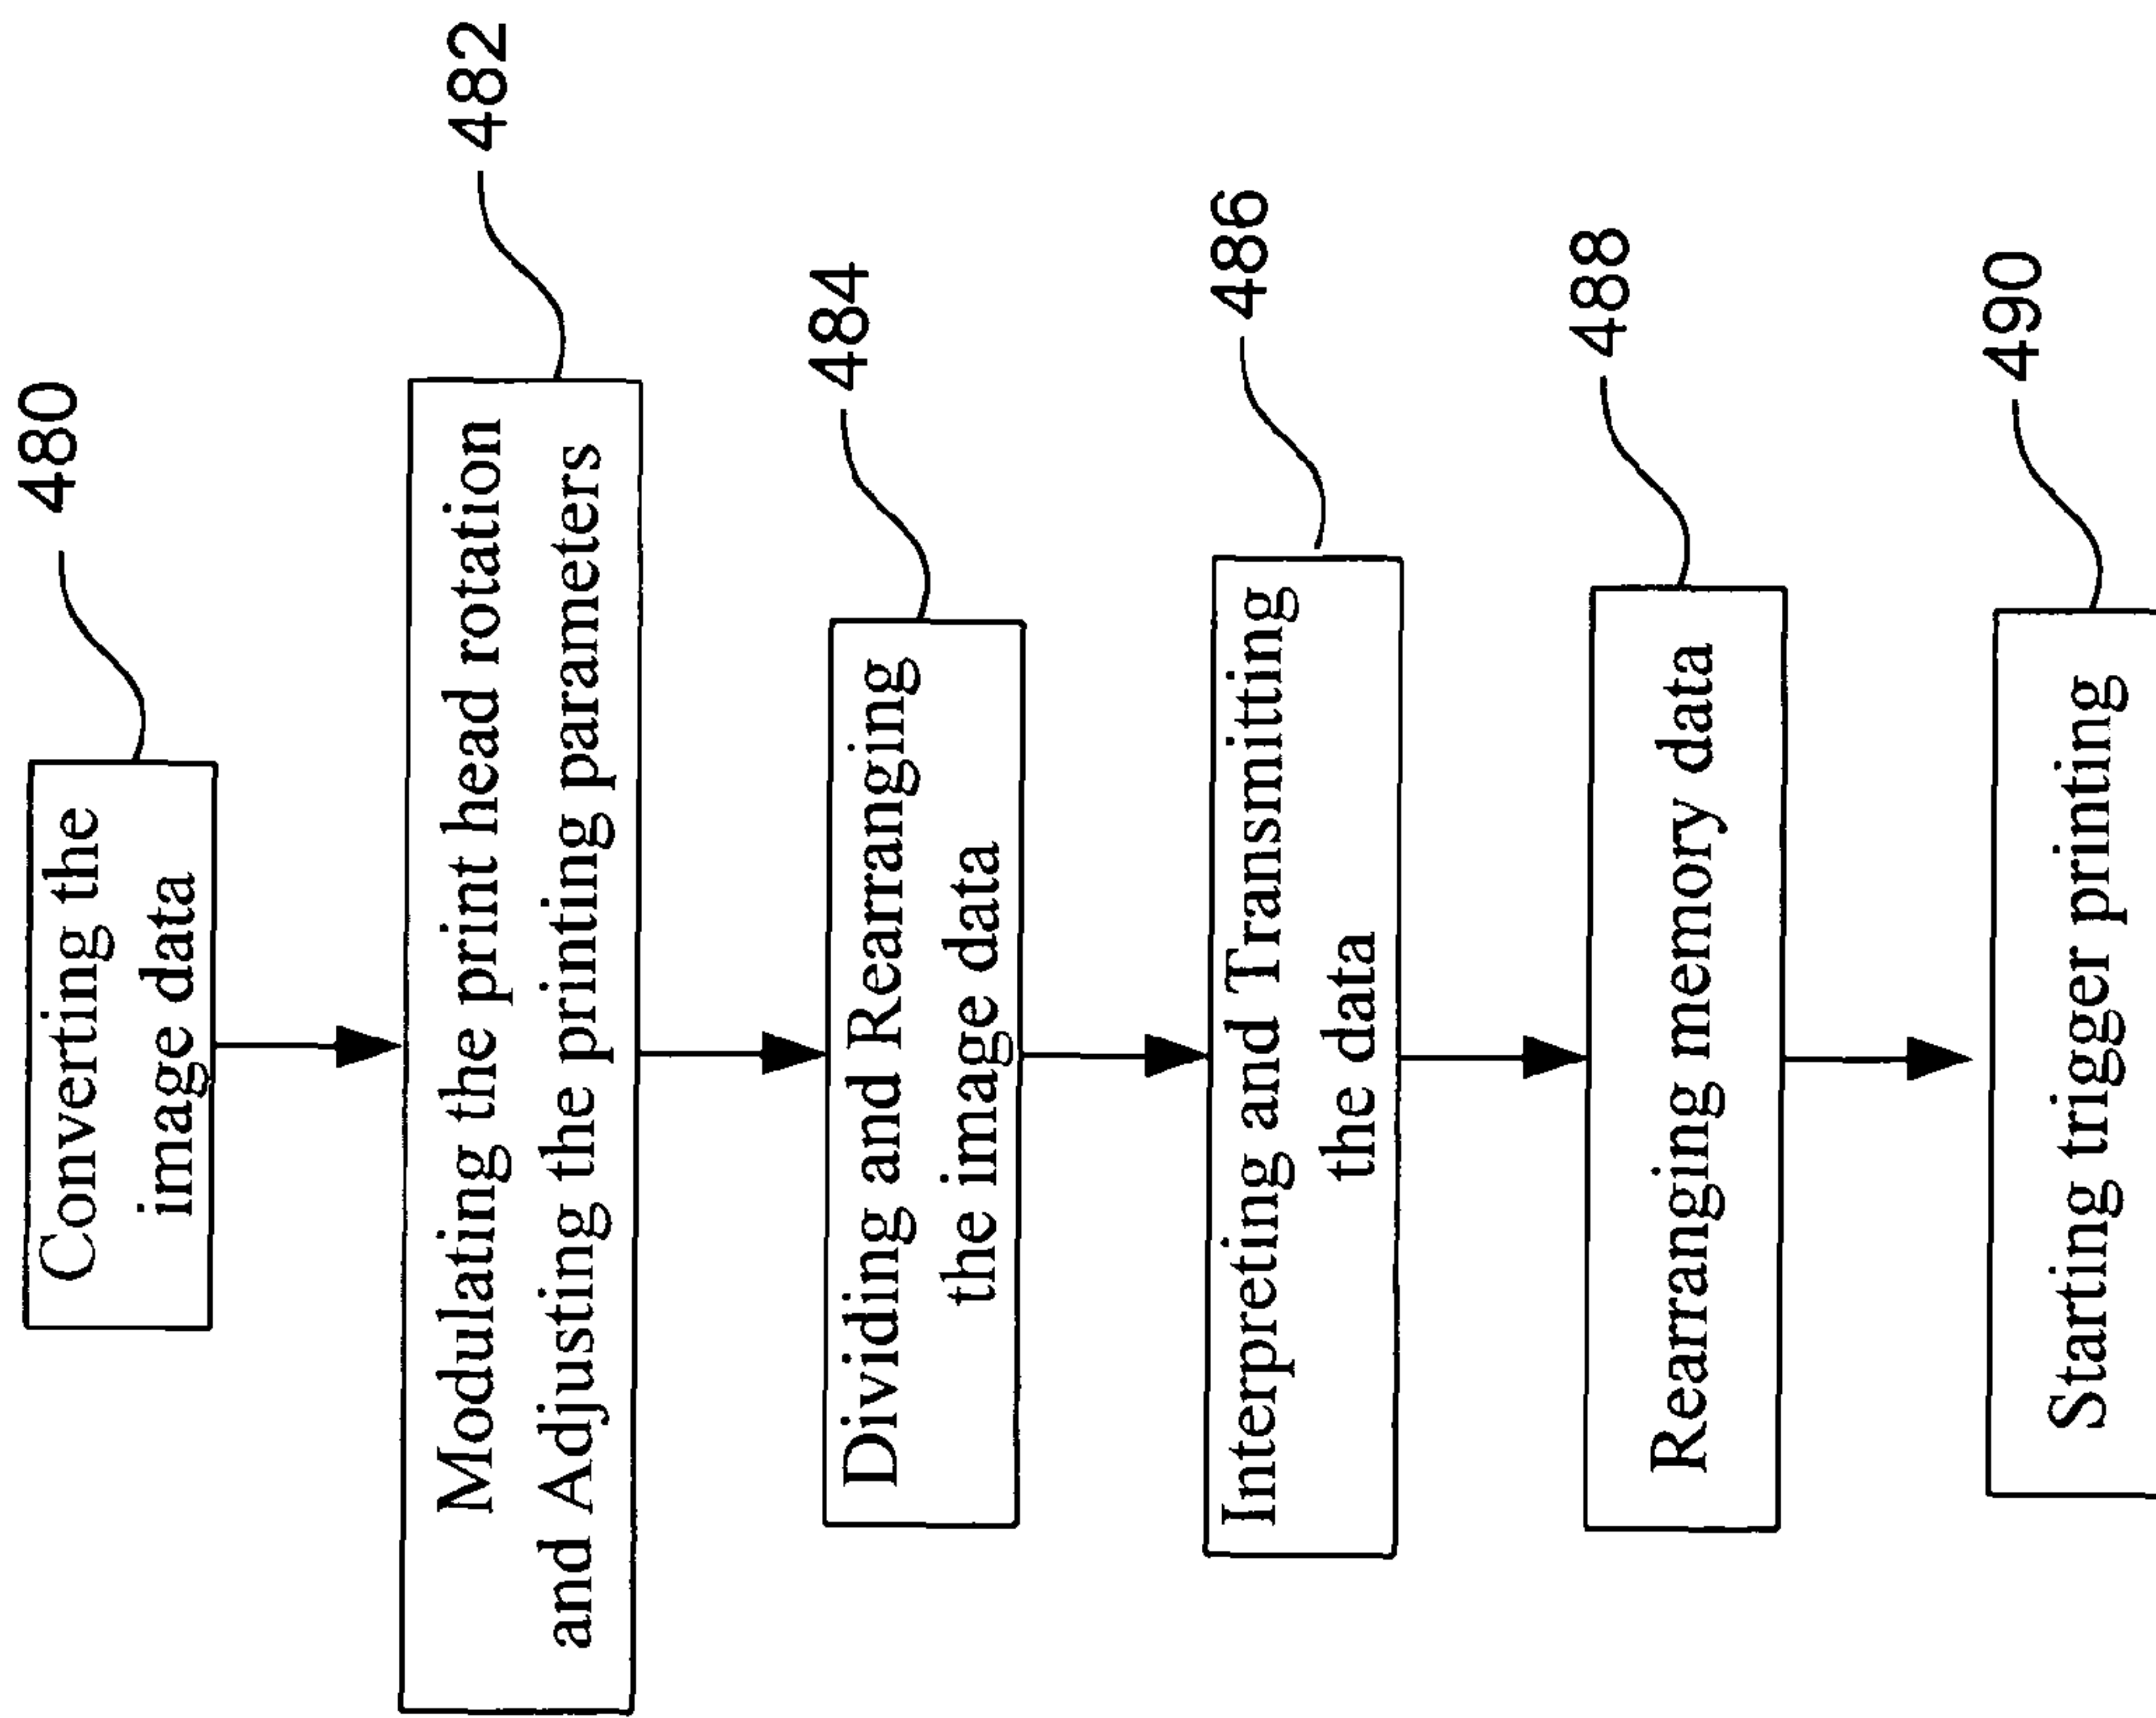 480
Converting the
image data
482
Modulating the print head rotation
and Adjusting the printing parameters
484
Dividing and Rearranging
the image data
486
Interpreting and Transmitting
the data
488
Rearranging memory data
490
Starting trigger printing